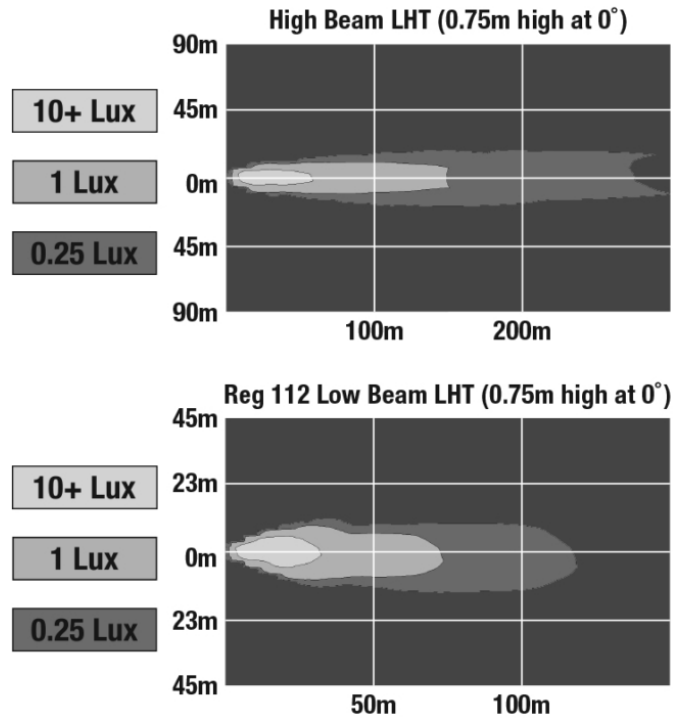 High Beam LHT (0.75m high at 0°)
90m
45m
0m
45m
90m
100m
200m
10+ Lux
1 Lux
0.25 Lux
Reg 112 Low Beam LHT (0.75m high at 0°)
45m
23m
0m
23m
45m
50m
100m
10+ Lux
1 Lux
0.25 Lux